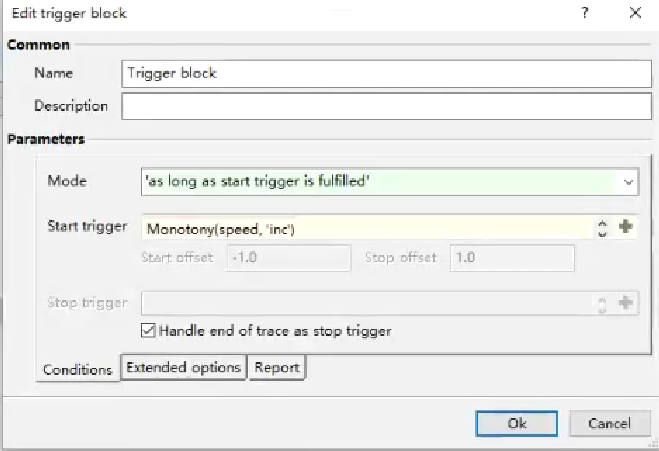 Edit trigger block ? ×
Common
Name Trigger block
Description
Parameters
Mode 'as long as start trigger is fulfilled'
Start trigger Monotony(speed, 'inc')
Start offset -1.0 Stop offset 1.0
Stop trigger
Handle end of trace as stop trigger
Conditions Extended options Report
Ok Cancel